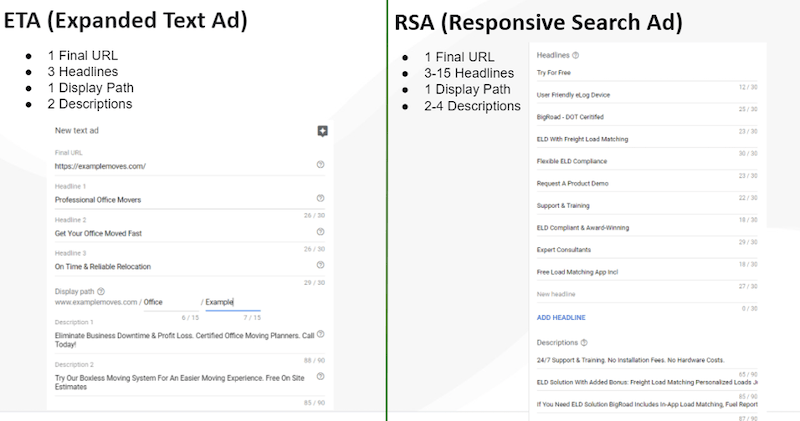 ETA (Expanded Text Ad)
● 1 Final URL
● 3 Headlines
● 1 Display Path
● 2 Descriptions
New text ad
Final URL
https://examplemoves.com/
Headline 1
Professional Office Movers
26 / 30
Headline 2
Get Your Office Moved Fast
26 / 30
Headline 3
On Time & Reliable Relocation
29 / 30
Display path
www.examplemoves.com / Office / Example
6 / 15 7 / 15
Description 1
Eliminate Business Downtime & Profit Loss. Certified Office Moving Planners. Call
Today!
88 / 90
Description 2
Try Our Boxless Moving System For An Easier Moving Experience. Free On Site
Estimates
85 / 90
RSA (Responsive Search Ad)
● 1 Final URL
● 3-15 Headlines
● 1 Display Path
● 2-4 Descriptions
Headlines
Try For Free
12 / 30
User Friendly eLog Device
25 / 30
BigRoad - DOT Certified
23 / 30
ELD With Freight Load Matching
30 / 30
Flexible ELD Compliance
23 / 30
Request A Product Demo
22 / 30
Support & Training
18 / 30
ELD Compliant & Award-Winning
29 / 30
Expert Consultants
18 / 30
Free Load Matching App Incl
27 / 30
New headline
0 / 30
ADD HEADLINE
Descriptions
24/7 Support & Training. No Installation Fees. No Hardware Costs.
65 / 90
ELD Solution With Added Bonus: Freight Load Matching Personalized Loads
85 / 90
If You Need ELD Solution BigRoad Includes In-App Load Matching, Fuel Report
87 / 90